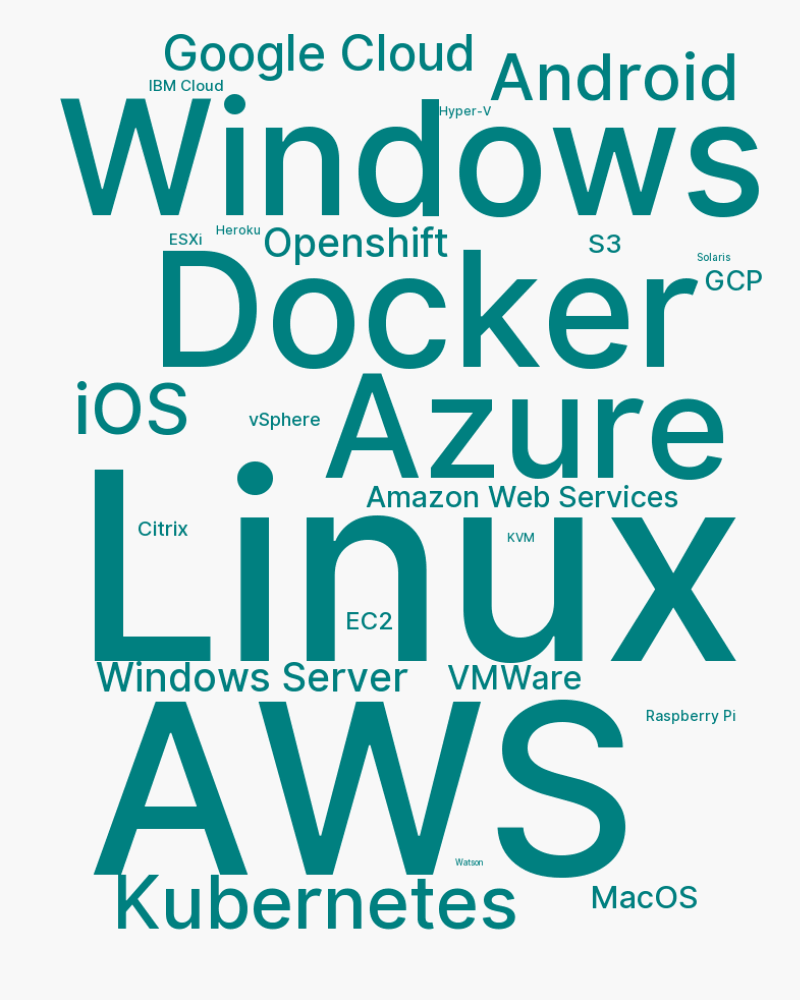 Google Cloud
Android
IBM Cloud
Windows
Hyper-V
ESXi
Heroku
Openshift
S3
Solaris
GCP
Docker
iOS
vSphere
Azure
Amazon Web Services
Linux
Citrix
KVM
EC2
Windows Server
VMWare
Raspberry Pi
AWS
Watson
Kubernetes
MacOS